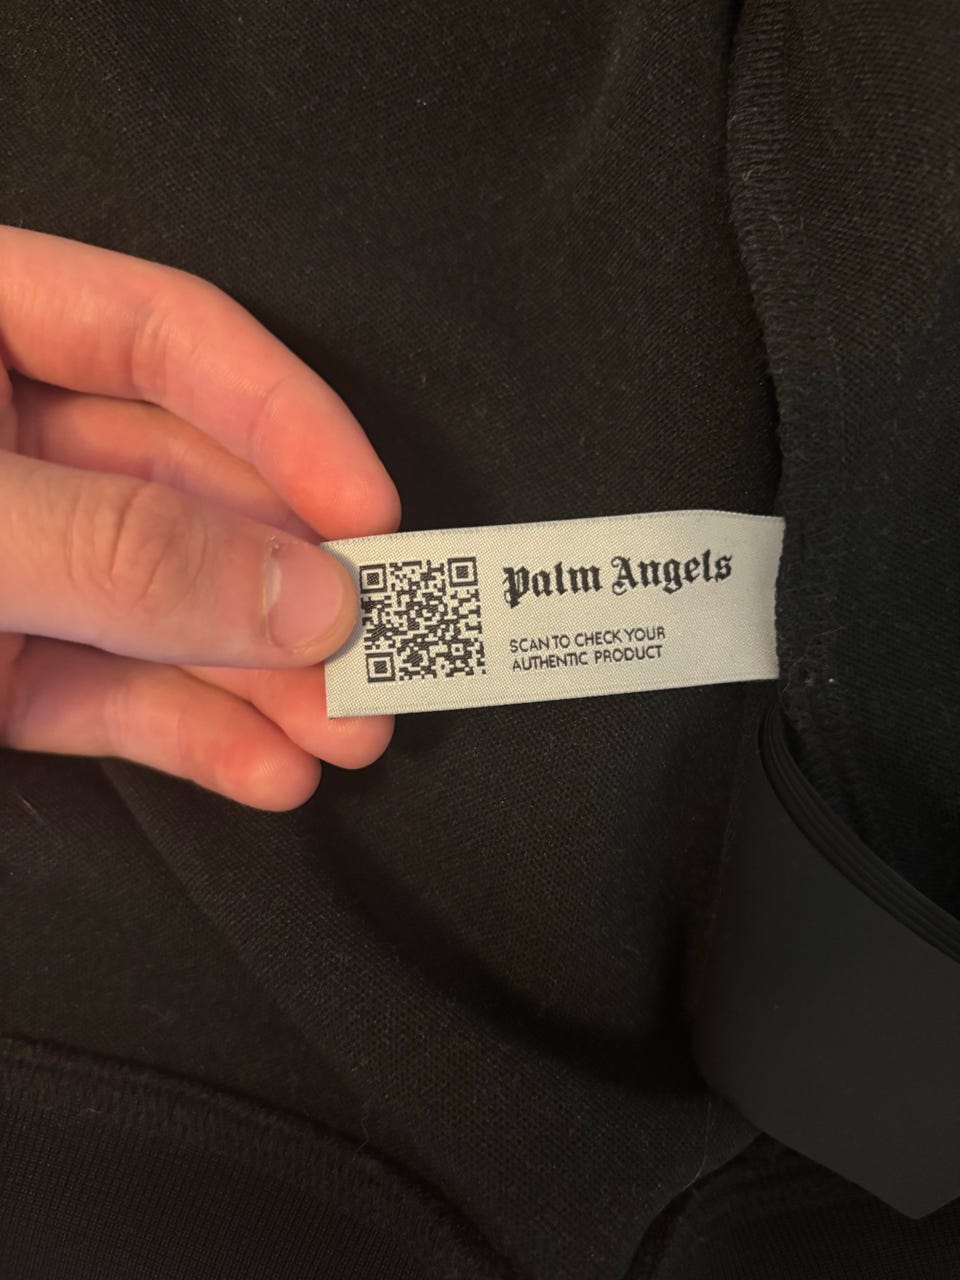 Palm Angels
SCAN TO CHECK YOUR
AUTHENTIC PRODUCT